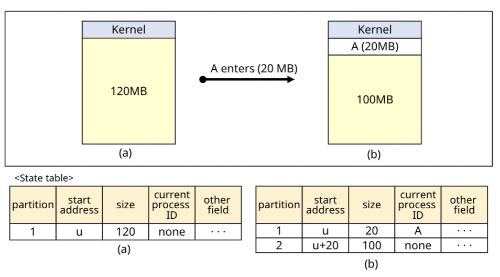 Kernel
120MB
(a)
A enters (20 MB)
Kernel
A (20MB)
100MB
(b)
<State table>
partition start address size current process ID other field
1 u 120 none · · ·
(a)
partition start address size current process ID other field
1 u 20 A · · ·
2 u+20 100 none · · ·
(b)